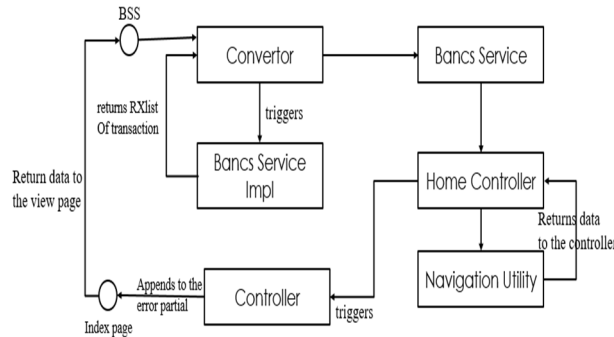 BSS
Convertor
Bancs Service
returns RXlist
Of transaction
triggers
Bancs Service
Impl
Home Controller
Return data to
the view page
Returns data
to the controller
Navigation Utility
Appends to the
error partial
Controller
triggers
Index page